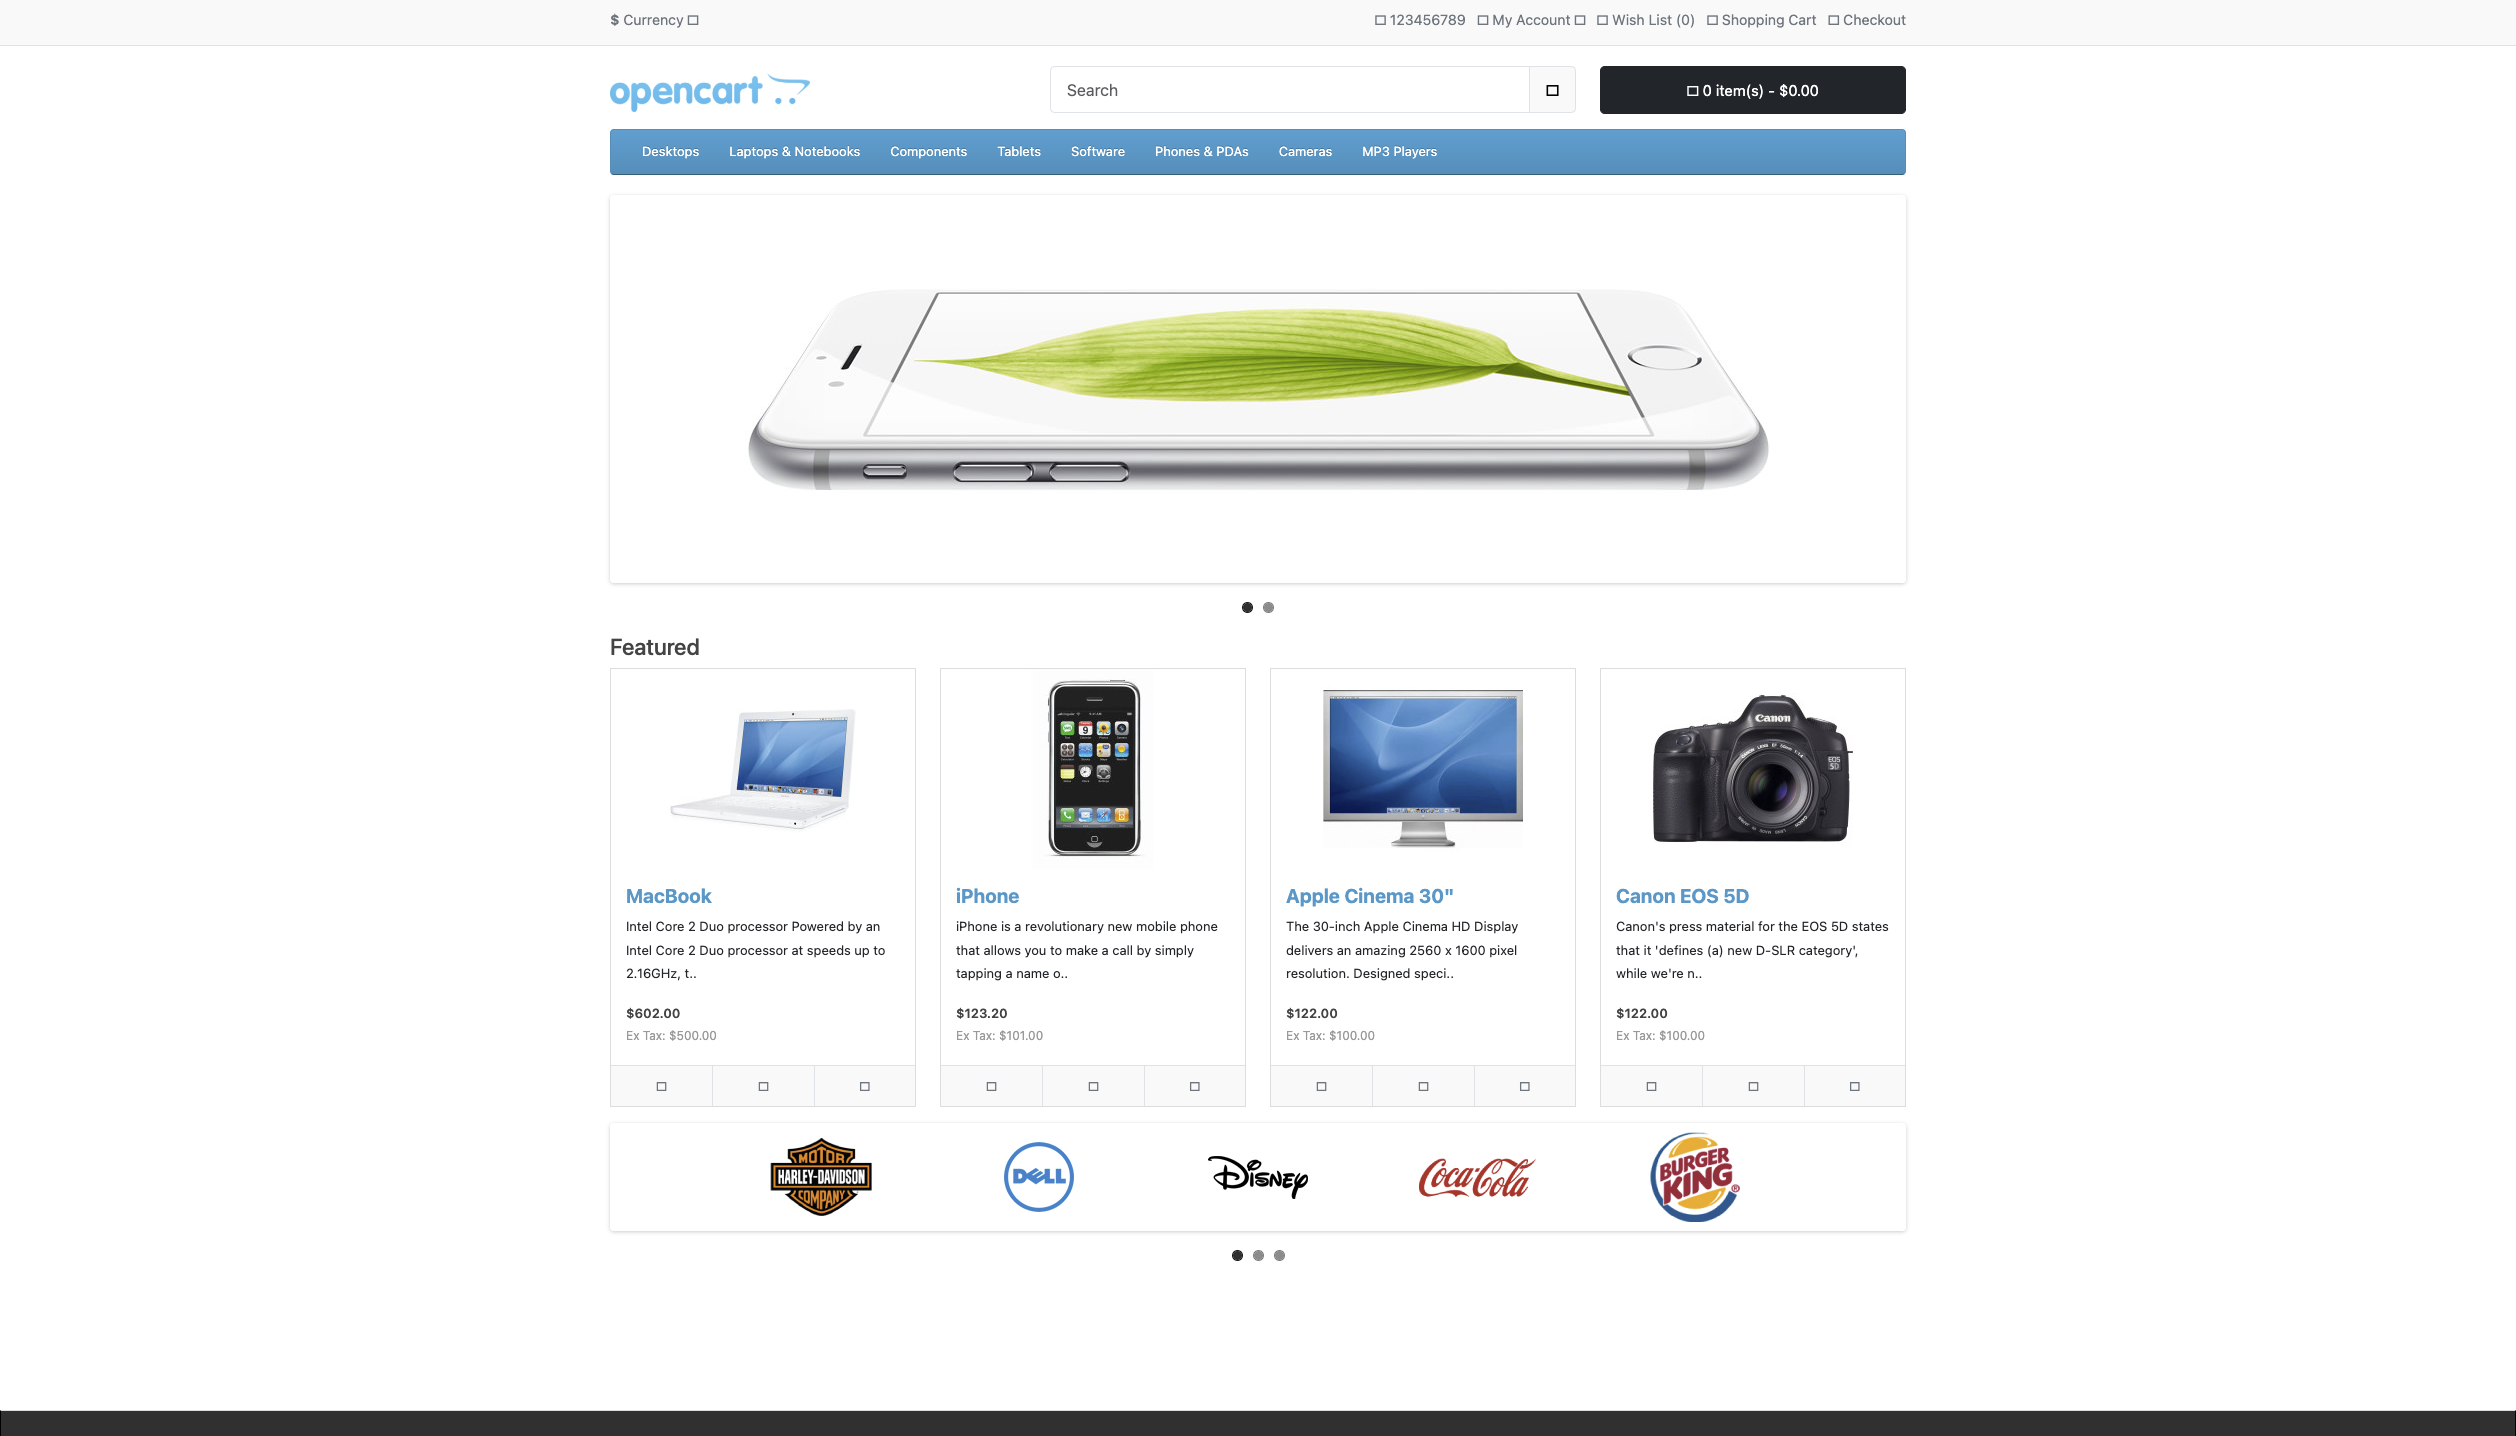 $ Currency
123456789 My Account Wish List (0) Shopping Cart Checkout
opencart
Search
0 item(s) - $0.00
Desktops Laptops & Notebooks Components Tablets Software Phones & PDAs Cameras MP3 Players
Featured
Canon
EOS
5D
MacBook
Intel Core 2 Duo processor Powered by an
Intel Core 2 Duo processor at speeds up to
2.16GHz, t..
$602.00
Ex Tax: $500.00
iPhone
iPhone is a revolutionary new mobile phone
that allows you to make a call by simply
tapping a name o..
$123.20
Ex Tax: $101.00
Apple Cinema 30"
The 30-inch Apple Cinema HD Display
delivers an amazing 2560 x 1600 pixel
resolution. Designed speci..
$122.00
Ex Tax: $100.00
Canon EOS 5D
Canon's press material for the EOS 5D states
that it 'defines (a) new D-SLR category',
while we're n..
$122.00
Ex Tax: $100.00
MOTOR
HARLEY-DAVIDSON
COMPANY
DELL
Disney
Coca-Cola
BURGER
KING®